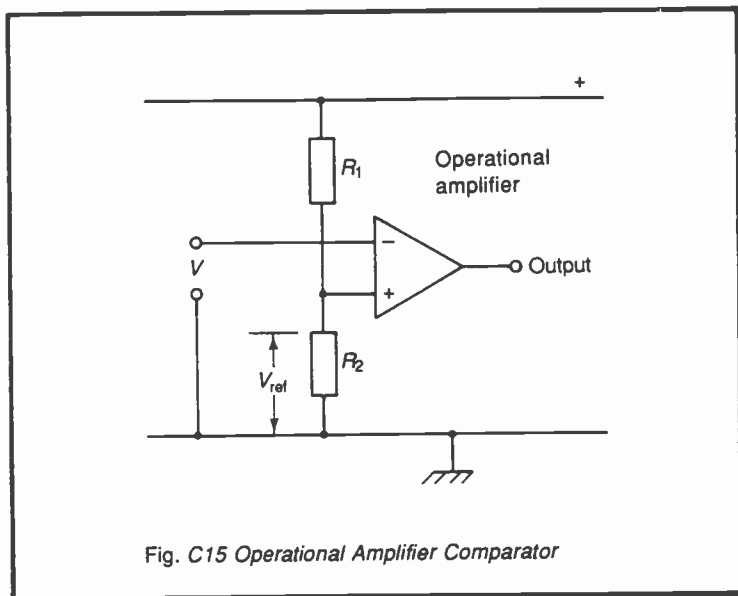 +
R1
Operational
amplifier
−
V
+
Output
R2
Vref
Fig. C15 Operational Amplifier Comparator